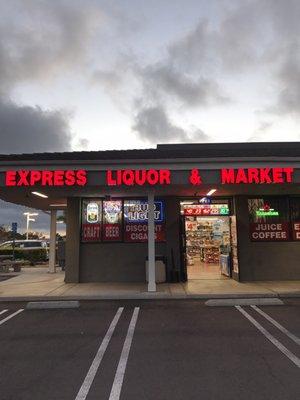 EXPRESS LIQUOR & MARKET
BUD
LIGHT
CRAFT BEER
DISCOUNT
CIGARS
JUICE
COFFEE